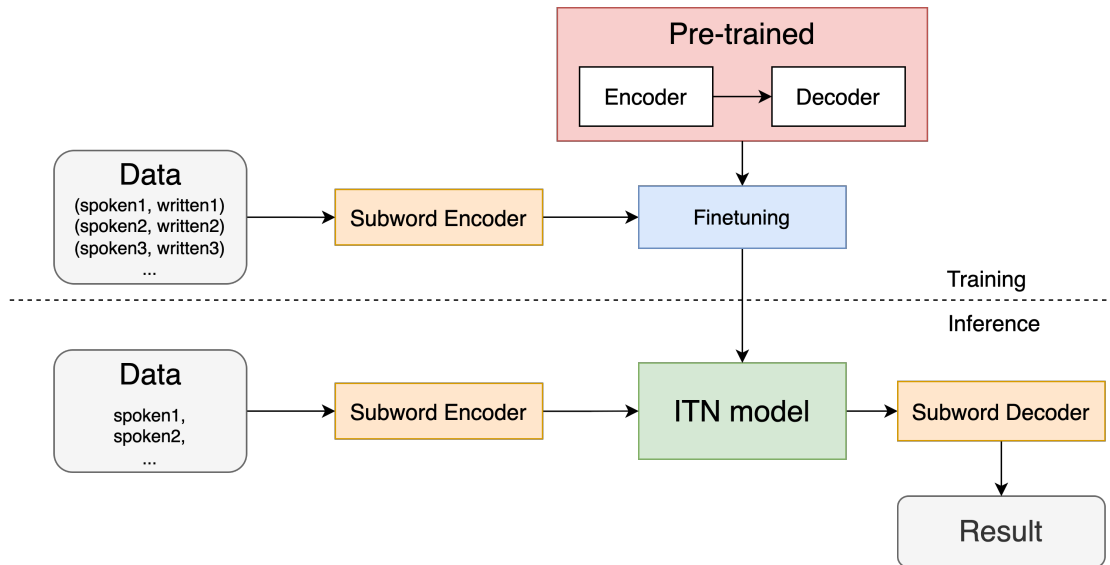 Pre-trained
Encoder
Decoder
Data
(spoken1, written1)
(spoken2, written2)
(spoken3, written3)
...
Subword Encoder
Finetuning
Training
Inference
Data
spoken1,
spoken2,
...
Subword Encoder
ITN model
Subword Decoder
Result